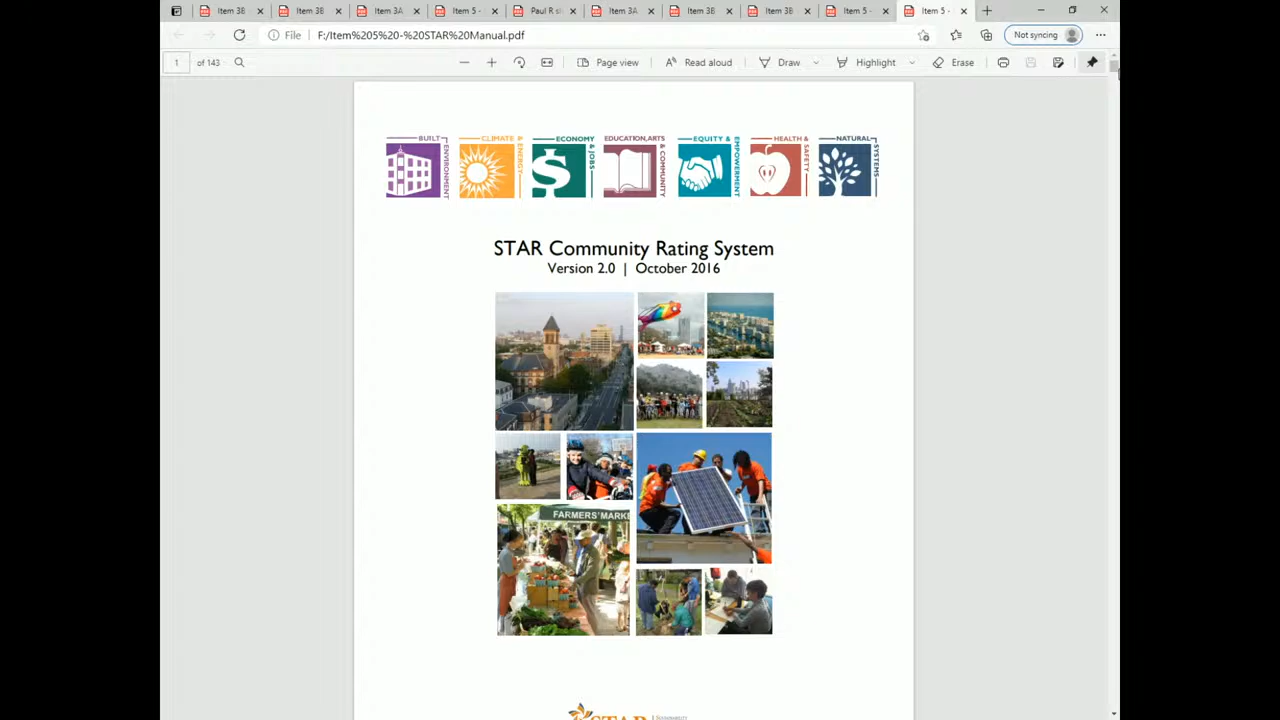 Item 3B
Item 3B
Item 3A
Item 5 -
Paul R sl
Item 3A
Item 3B
Item 3B
Item 5 -
Item 5 -
File
F:/Item%205%20-%20STAR%20Manual.pdf
Not syncing
1 of 143
Page view
Read aloud
Draw
Highlight
Erase
BUILT ENVIRONMENT
CLIMATE & ENERGY
ECONOMY & JOBS
EDUCATION, ARTS & COMMUNITY
EQUITY & EMPOWERMENT
HEALTH & SAFETY
NATURAL SYSTEMS
STAR Community Rating System
Version 2.0 | October 2016
FARMERS' MARKE
STAR